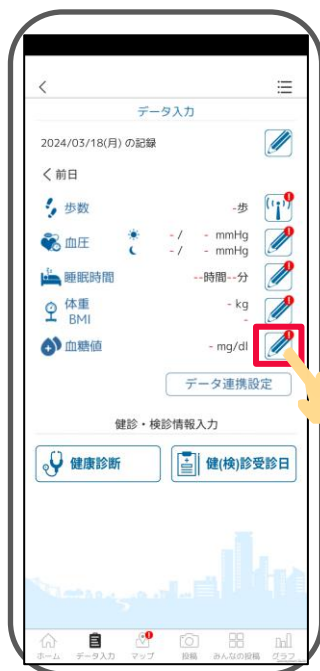 データ入力
2024/03/18(月) の記録
前日
歩数 -歩
血圧 - / - mmHg
- / - mmHg
睡眠時間 --時間--分
体重 - kg
BMI -
血糖値 - mg/dl
データ連携設定
健診・検診情報入力
健康診断 健(検)診受診日
ホーム データ入力 マップ 投稿 みんなの投稿 グラフ